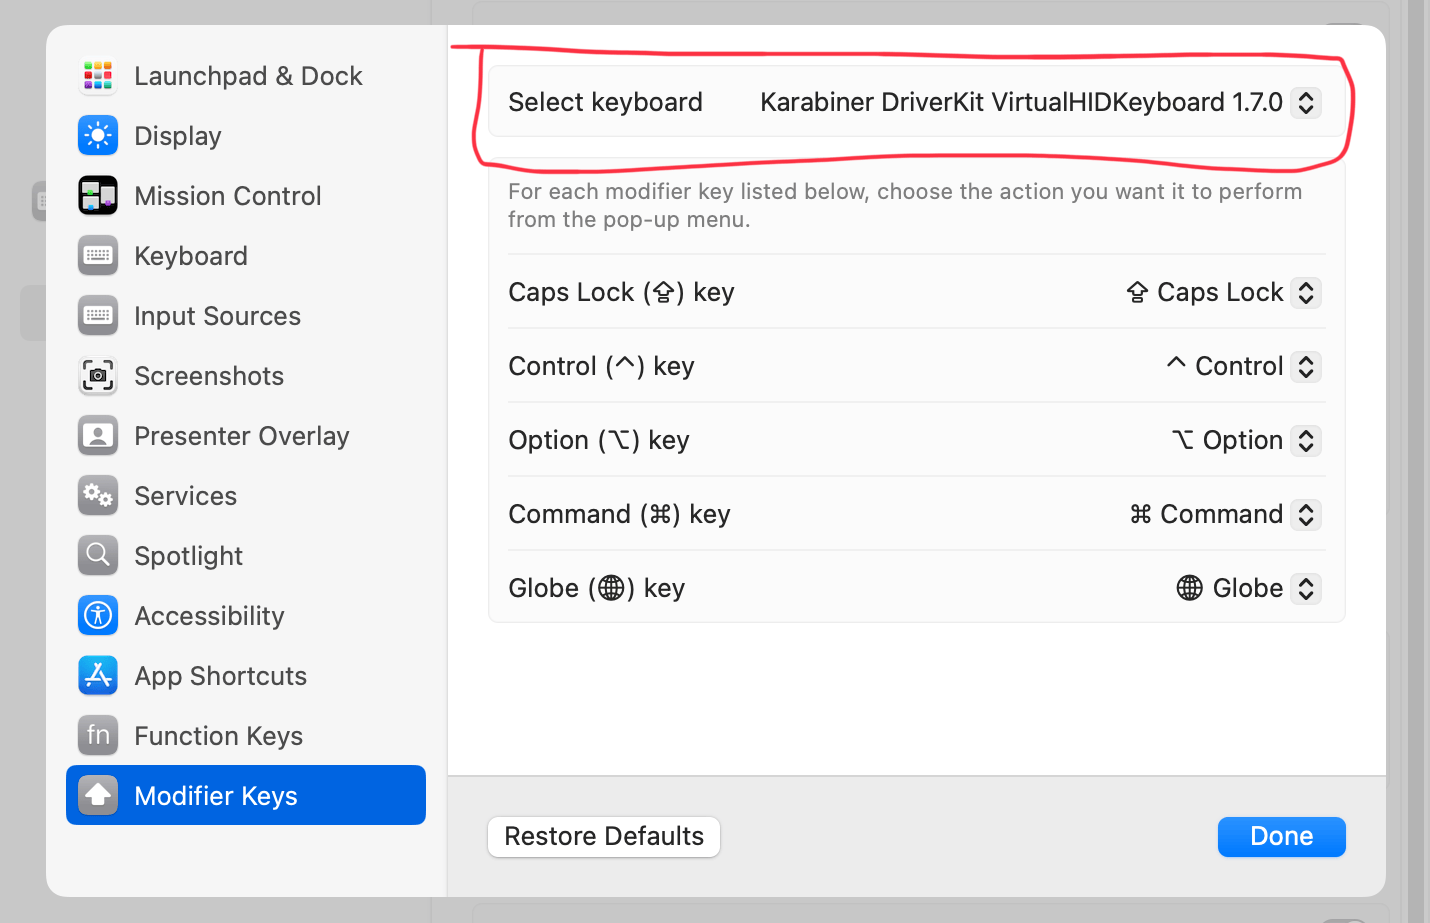 Launchpad & Dock
Display
Mission Control
Keyboard
Input Sources
Screenshots
Presenter Overlay
Services
Spotlight
Accessibility
App Shortcuts
fn Function Keys
Modifier Keys
Select keyboard Karabiner DriverKit VirtualHIDKeyboard 1.7.0
For each modifier key listed below, choose the action you want it to perform
from the pop-up menu.
Caps Lock (⇪) key ⇪ Caps Lock
Control (^) key ^ Control
Option (⌥) key ⌥ Option
Command (⌘) key ⌘ Command
Globe (🌐) key 🌐 Globe
Restore Defaults Done